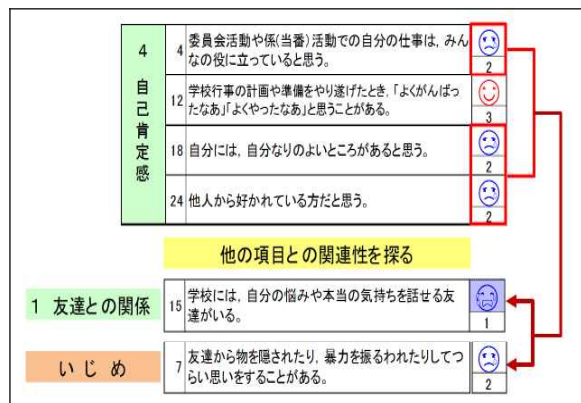 4
自己肯定感
4 委員会活動や係(当番)活動での自分の仕事は,みん
なの役に立っていると思う。
2
12 学校行事の計画や準備をやり遂げたとき,「よくがんばっ
たなあ」「よくやったなあ」と思うことがある。
3
18 自分には,自分なりのよいところがあると思う。
2
24 他人から好かれている方だと思う。
2
他の項目との関連性を探る
1 友達との関係
15 学校には,自分の悩みや本当の気持ちを話せる友
達がいる。
1
いじめ
7 友達から物を隠されたり,暴力を振るわれたりしてつ
らい思いをすることがある。
2